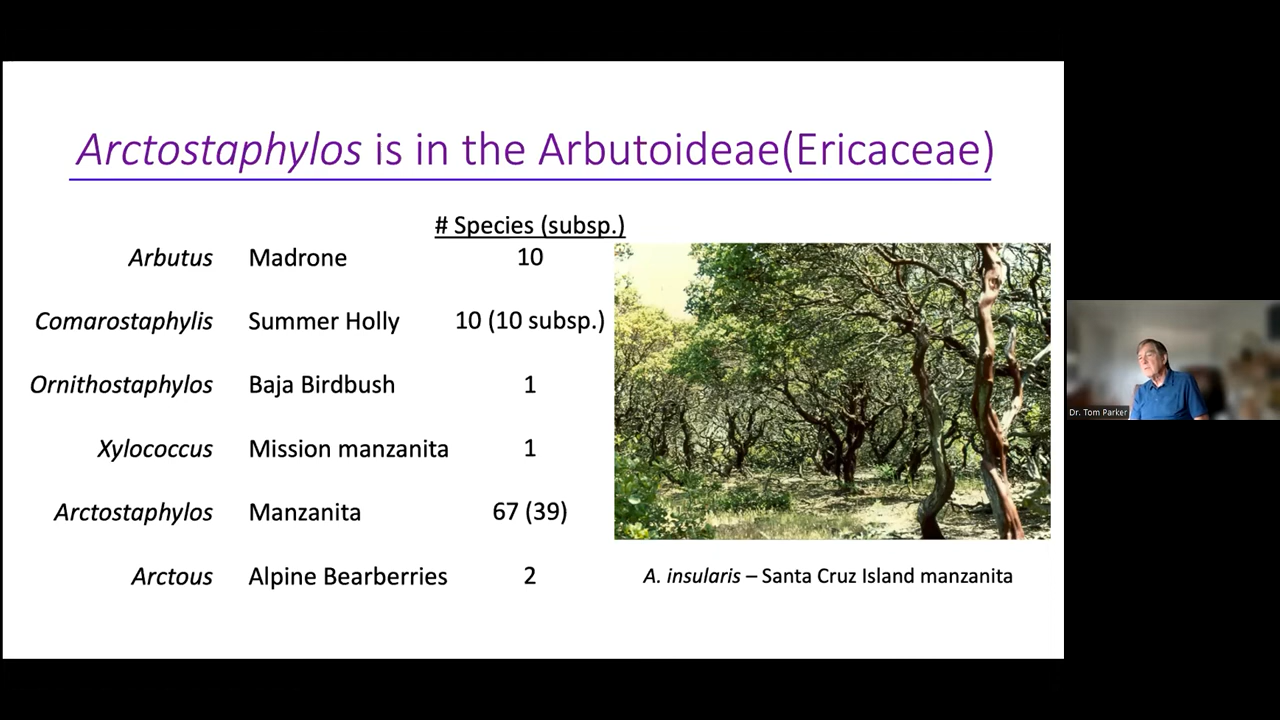 Arctostaphylos is in the Arbutoideae(Ericaceae)
# Species (subsp.)
Arbutus Madrone 10
Comarostaphylis Summer Holly 10 (10 subsp.)
Ornithostaphylos Baja Birdbush 1
Xylococcus Mission manzanita 1
Arctostaphylos Manzanita 67 (39)
Arctous Alpine Bearberries 2
A. insularis – Santa Cruz Island manzanita
Dr. Tom Parker